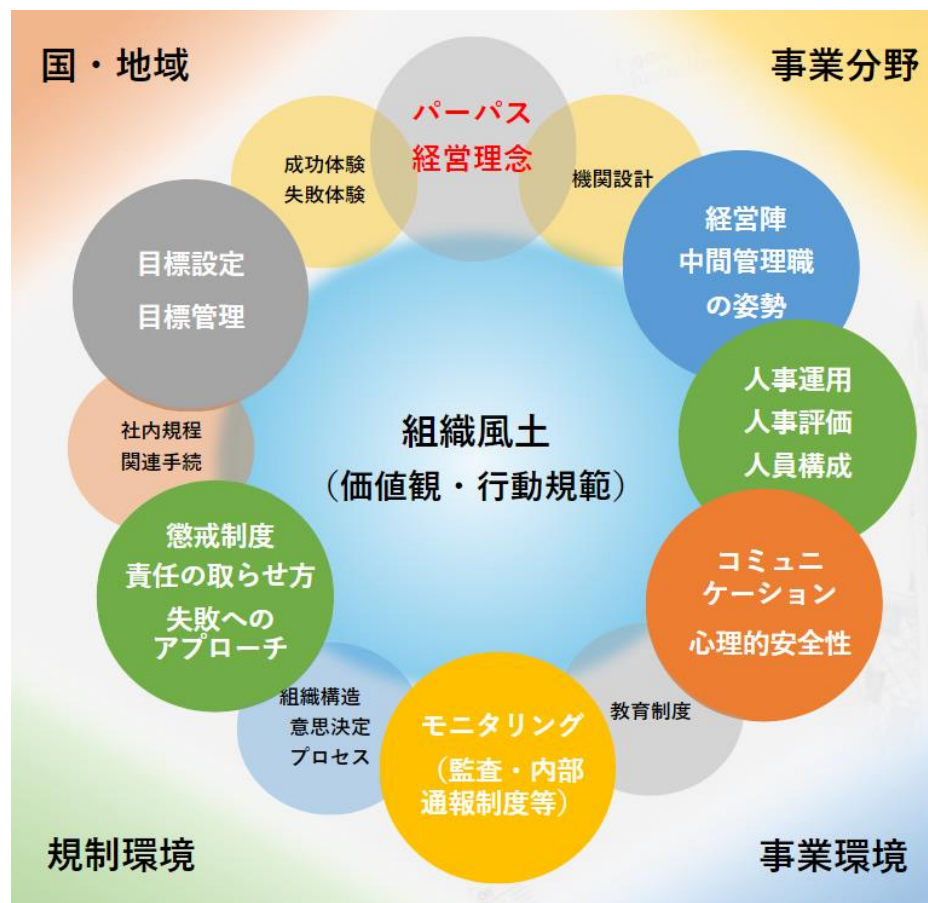 国・地域
事業分野
パーパス
経営理念
成功体験
失敗体験
機関設計
経営陣
中間管理職
の姿勢
目標設定
目標管理
人事運用
人事評価
人員構成
組織風土
（価値観・行動規範）
社内規程
関連手続
懲戒制度
責任の取らせ方
失敗への
アプローチ
コミュニ
ケーション
心理的安全性
組織構造
意思決定
プロセス
モニタリング
（監査・内部
通報制度等）
教育制度
規制環境
事業環境